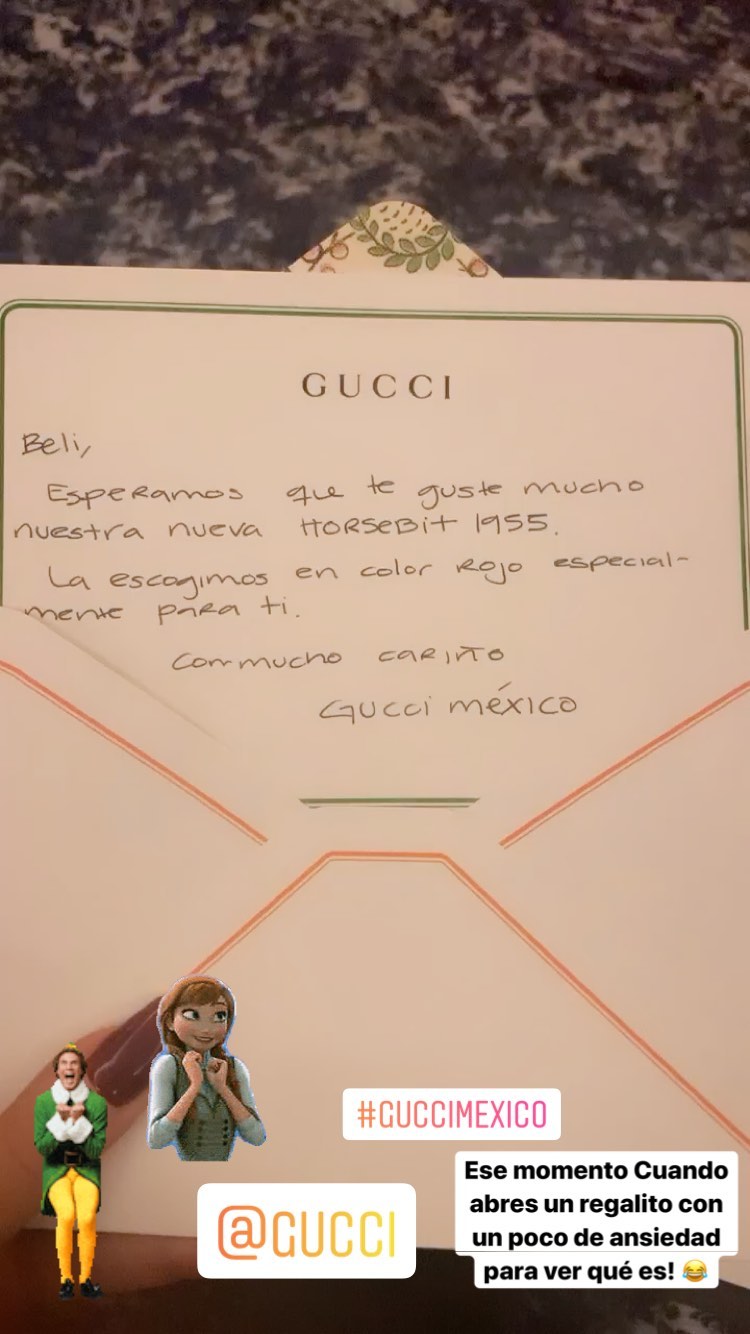 GUCCI
Beli,
Esperamos que te guste mucho
nuestra nueva HORSEBIT 1955.
La escogimos en color Rojo especial-
mente para ti.
Con mucho cariño
Gucci México
#GUCCIMEXICO
@GUCCI
Ese momento Cuando
abres un regalito con
un poco de ansiedad
para ver qué es! 😂